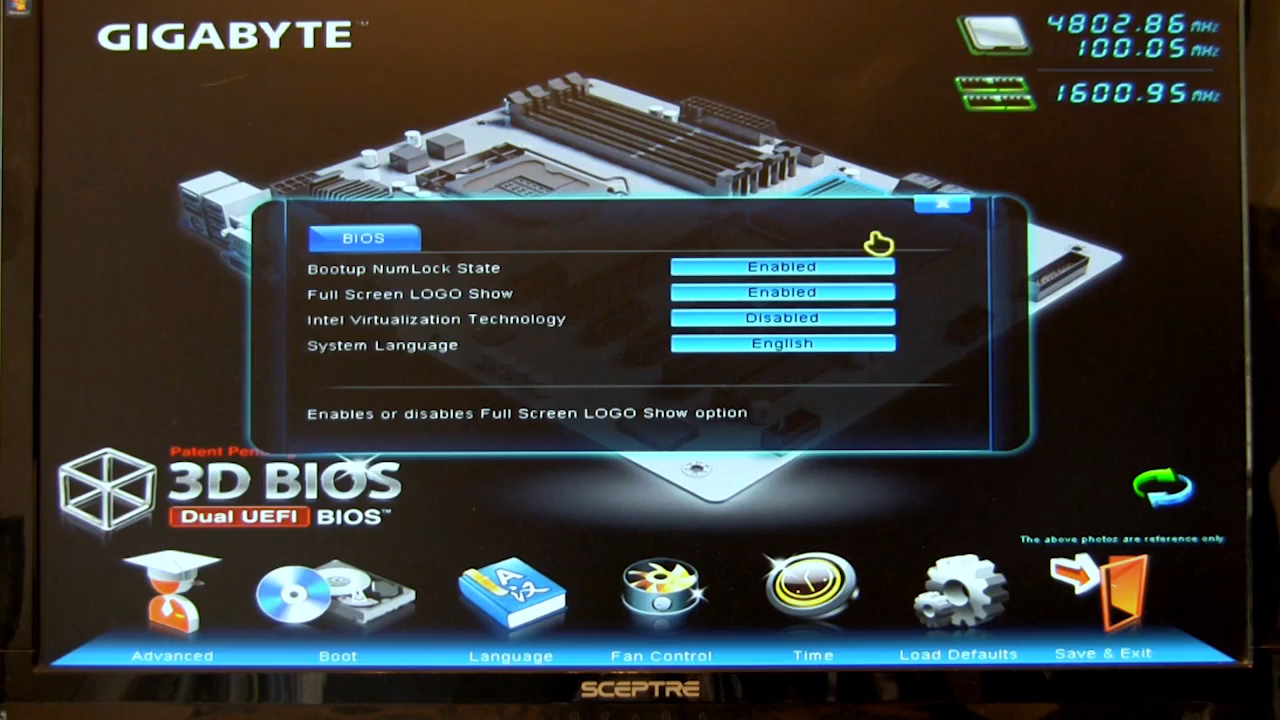 GIGABYTE™
4802.86 MHz
100.05 MHz
1600.95 MHz
X
BIOS
Bootup NumLock State Enabled
Full Screen LOGO Show Enabled
Intel Virtualization Technology Disabled
System Language English
Enables or disables Full Screen LOGO Show option
3D BIOS
Dual UEFI BIOS™
The above photos are reference only
Advanced Boot Language Fan Control Time Load Defaults Save & Exit
SCEPTRE